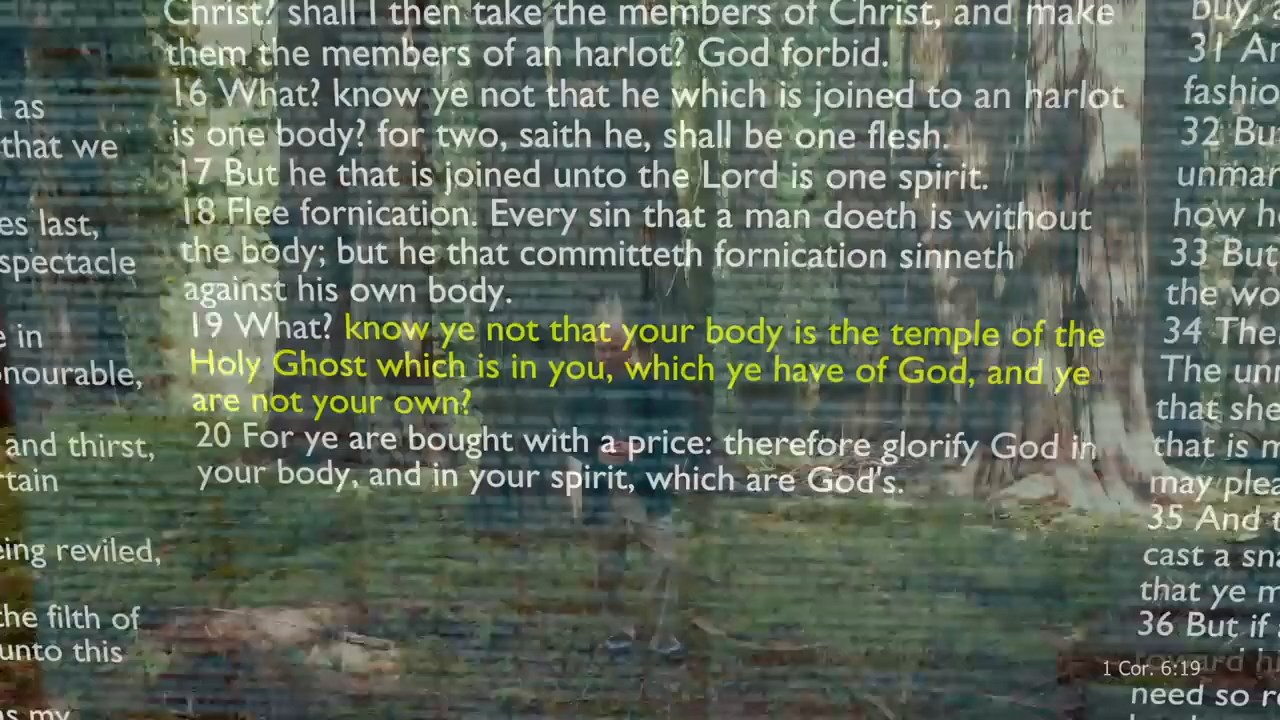 as
that we
es last,
spectacle
e in
onourable,
and thirst,
rtain
eing reviled,
the filth of
unto this
as my
Christ? shall I then take the members of Christ, and make
them the members of an harlot? God forbid.
16 What? know ye not that he which is joined to an harlot
is one body? for two, saith he, shall be one flesh.
17 But he that is joined unto the Lord is one spirit.
18 Flee fornication. Every sin that a man doeth is without
the body; but he that committeth fornication sinneth
against his own body.
19 What? know ye not that your body is the temple of the
Holy Ghost which is in you, which ye have of God, and ye
are not your own?
20 For ye are bought with a price: therefore glorify God in
your body, and in your spirit, which are God's.
buy,
31 An
fashio
32 Bu
unmar
how h
33 But
the wo
34 The
The unm
that she
that is m
may plea
35 And t
cast a sna
that ye m
36 But if
toward hi
need so r
1 Cor. 6:19